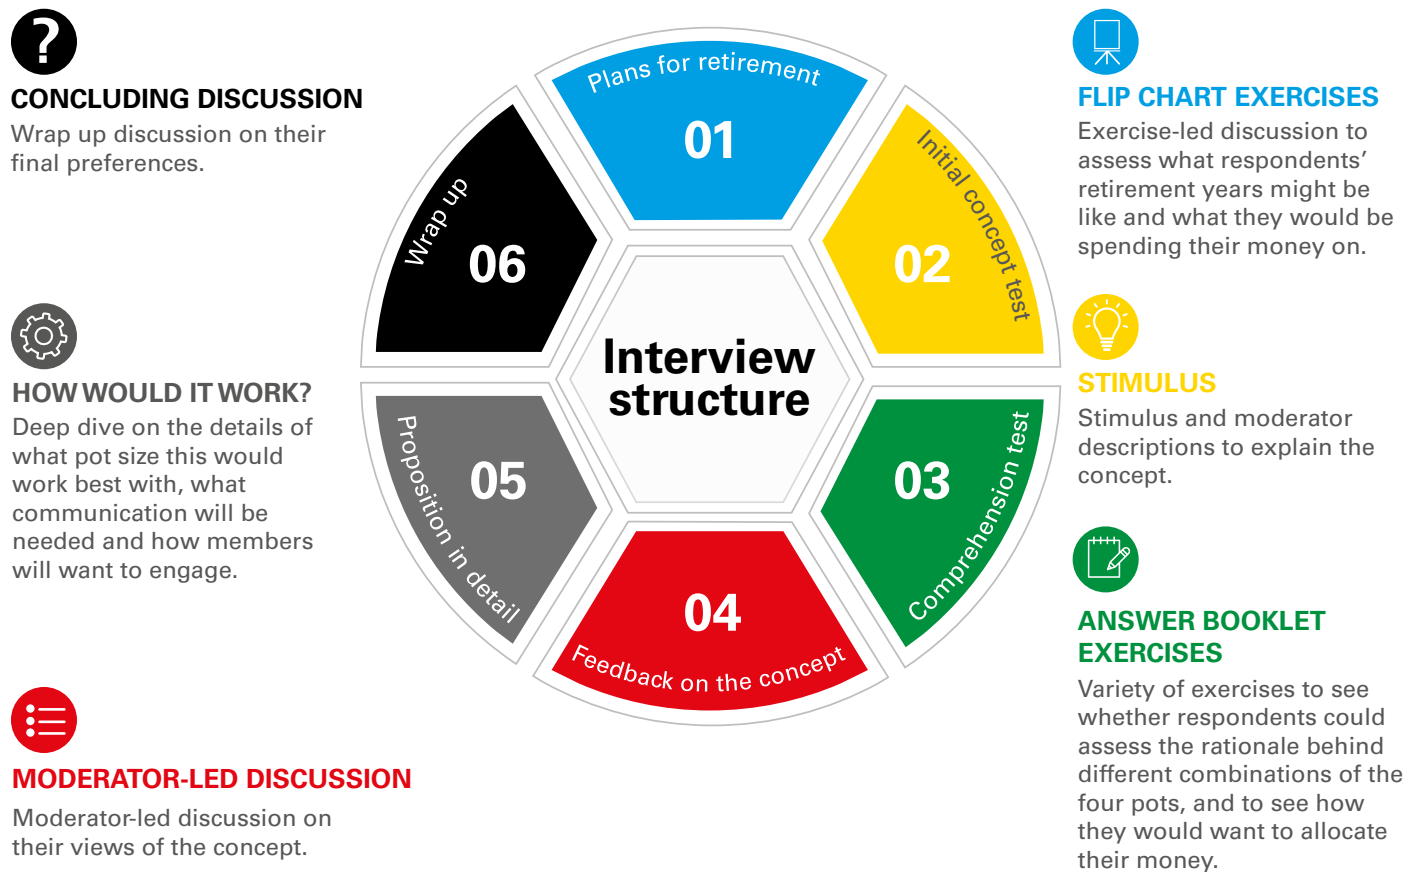 ?
CONCLUDING DISCUSSION
Wrap up discussion on their
final preferences.
HOW WOULD IT WORK?
Deep dive on the details of
what pot size this would
work best with, what
communication will be
needed and how members
will want to engage.
MODERATOR-LED DISCUSSION
Moderator-led discussion on
their views of the concept.
Interview
structure
Plans for retirement
01
Initial concept test
02
Comprehension test
03
Feedback on the concept
04
Proposition in detail
05
Wrap up
06
FLIP CHART EXERCISES
Exercise-led discussion to
assess what respondents’
retirement years might be
like and what they would be
spending their money on.
STIMULUS
Stimulus and moderator
descriptions to explain the
concept.
ANSWER BOOKLET
EXERCISES
Variety of exercises to see
whether respondents could
assess the rationale behind
different combinations of the
four pots, and to see how
they would want to allocate
their money.